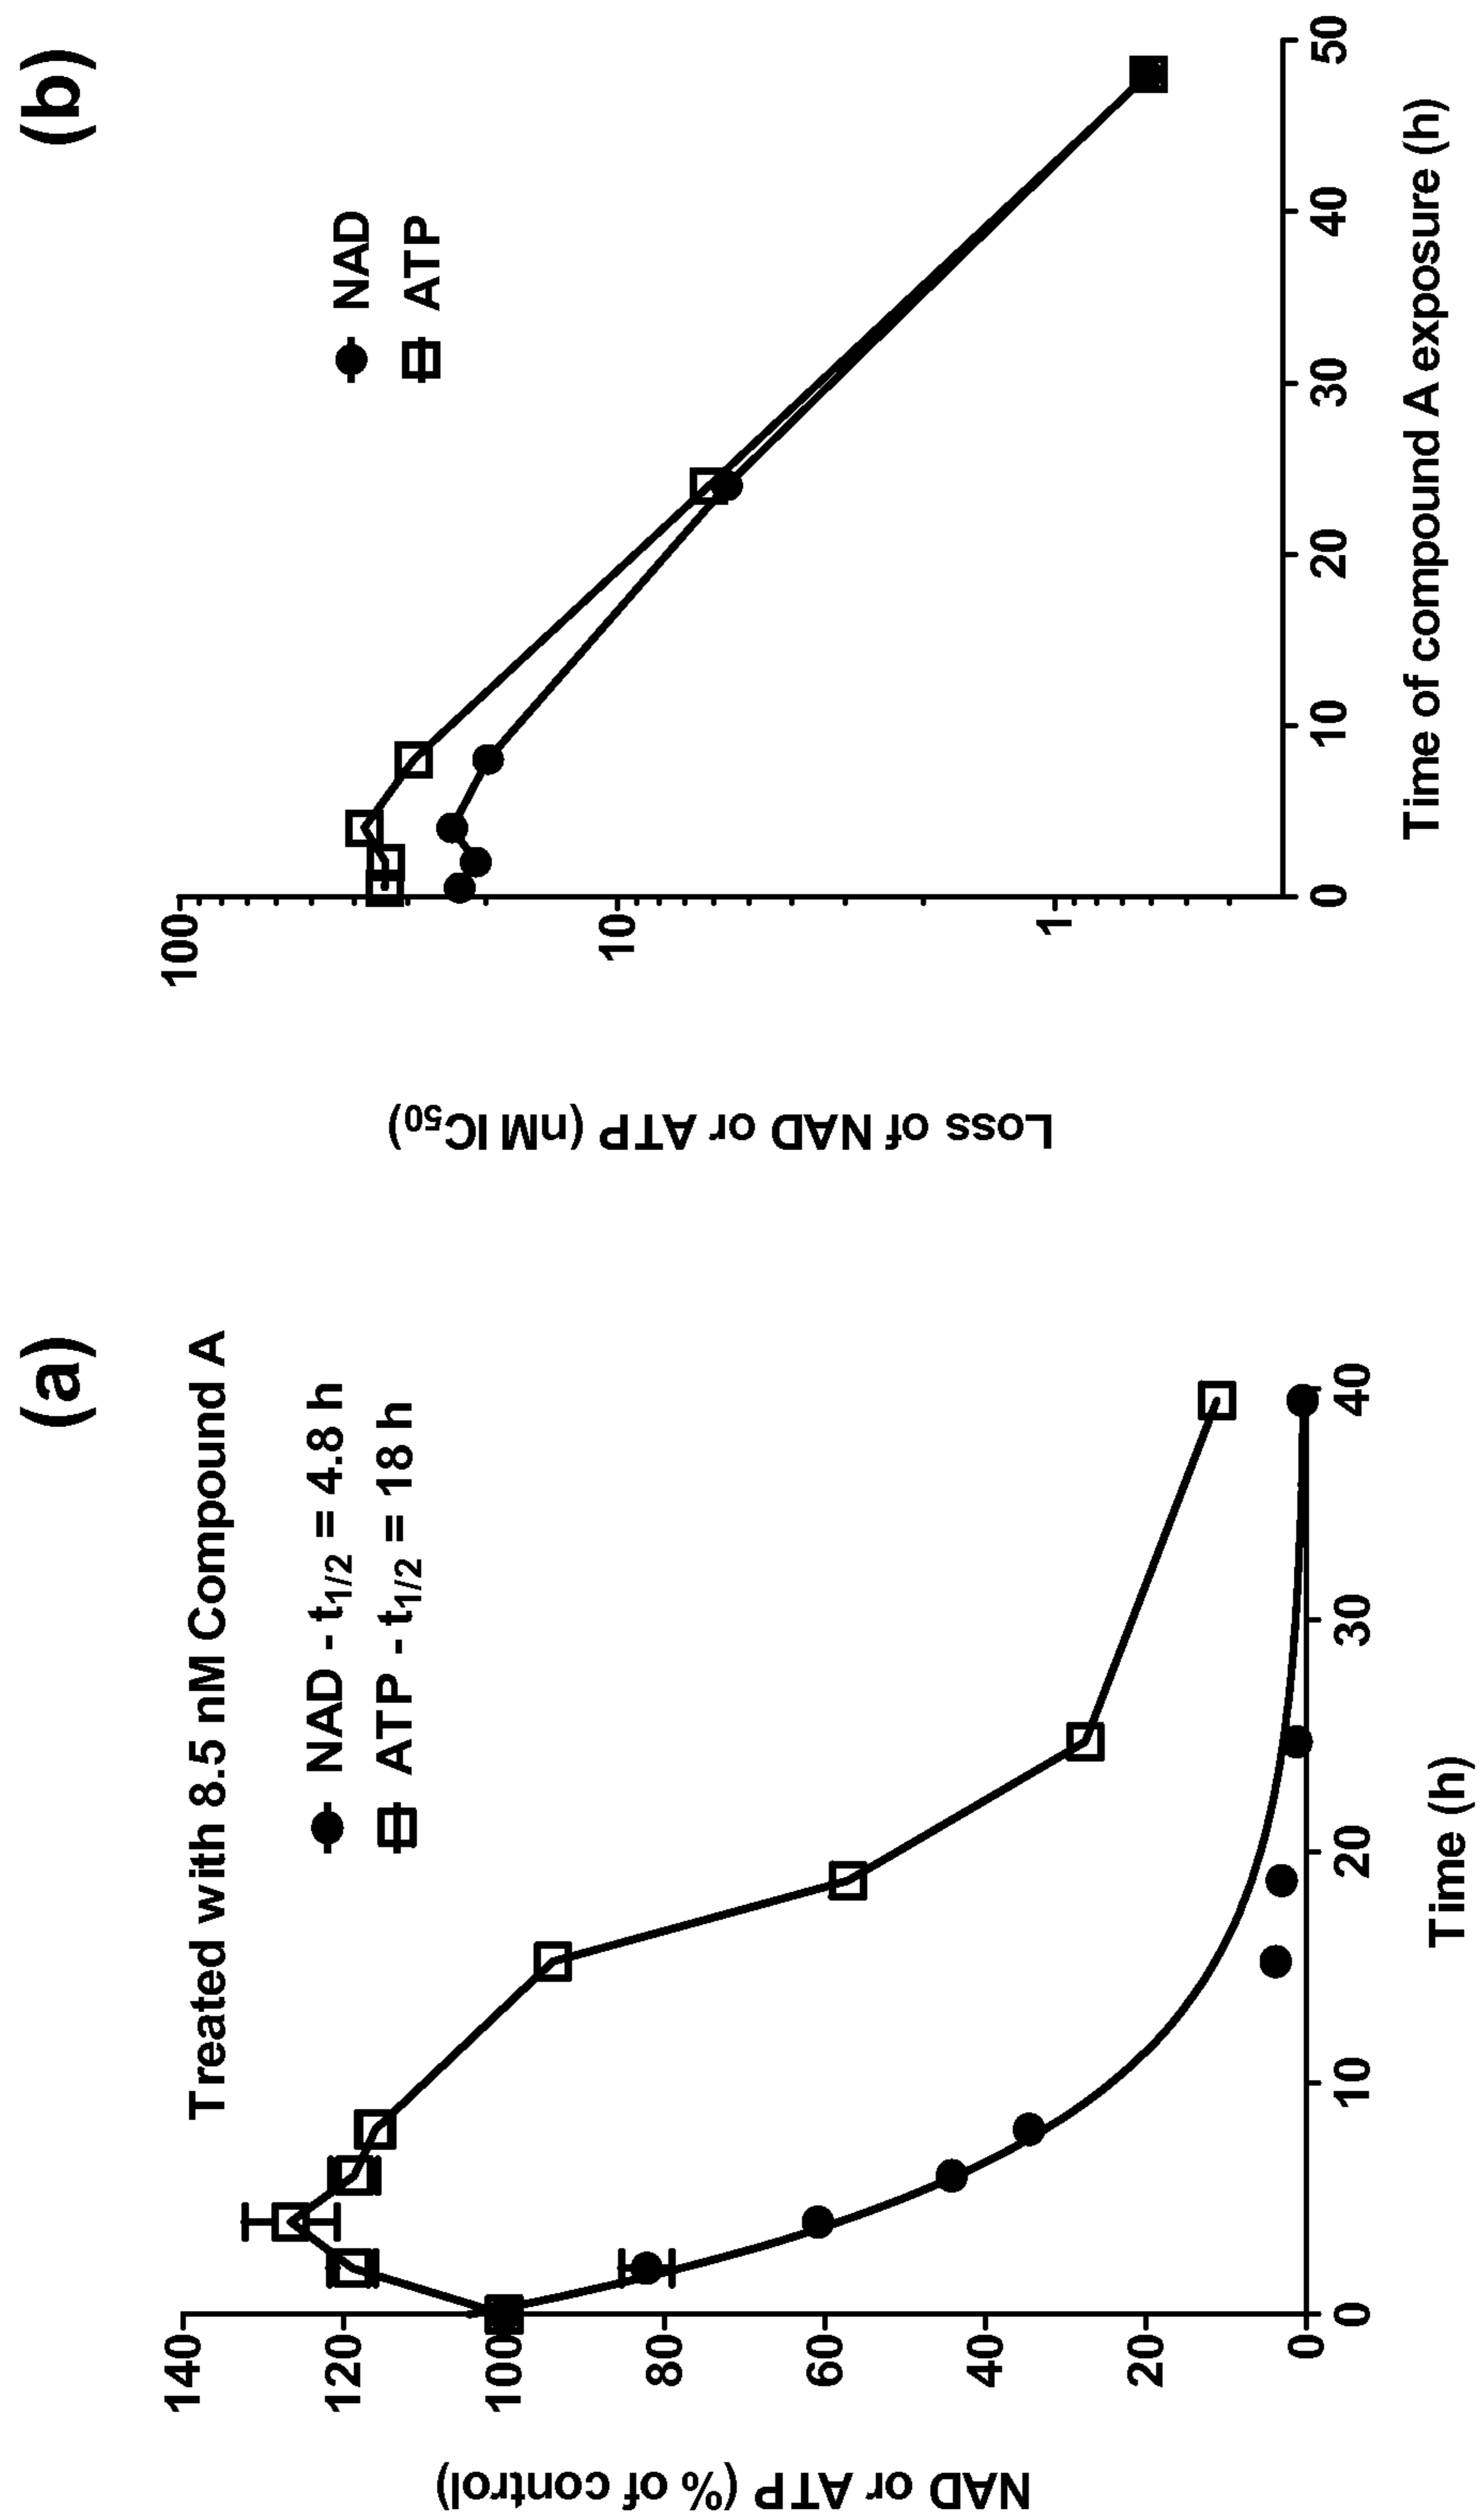 (a)
Treated with 8.5 nM Compound A
NAD - t1/2 = 4.8 h
ATP - t1/2 = 18 h
NAD or ATP (% of control)
140
120
100
80
60
40
20
0
0 10 20 30 40
Time (h)
(b)
NAD
ATP
Loss of NAD or ATP (nM IC50)
100
10
1
0 10 20 30 40 50
Time of compound A exposure (h)